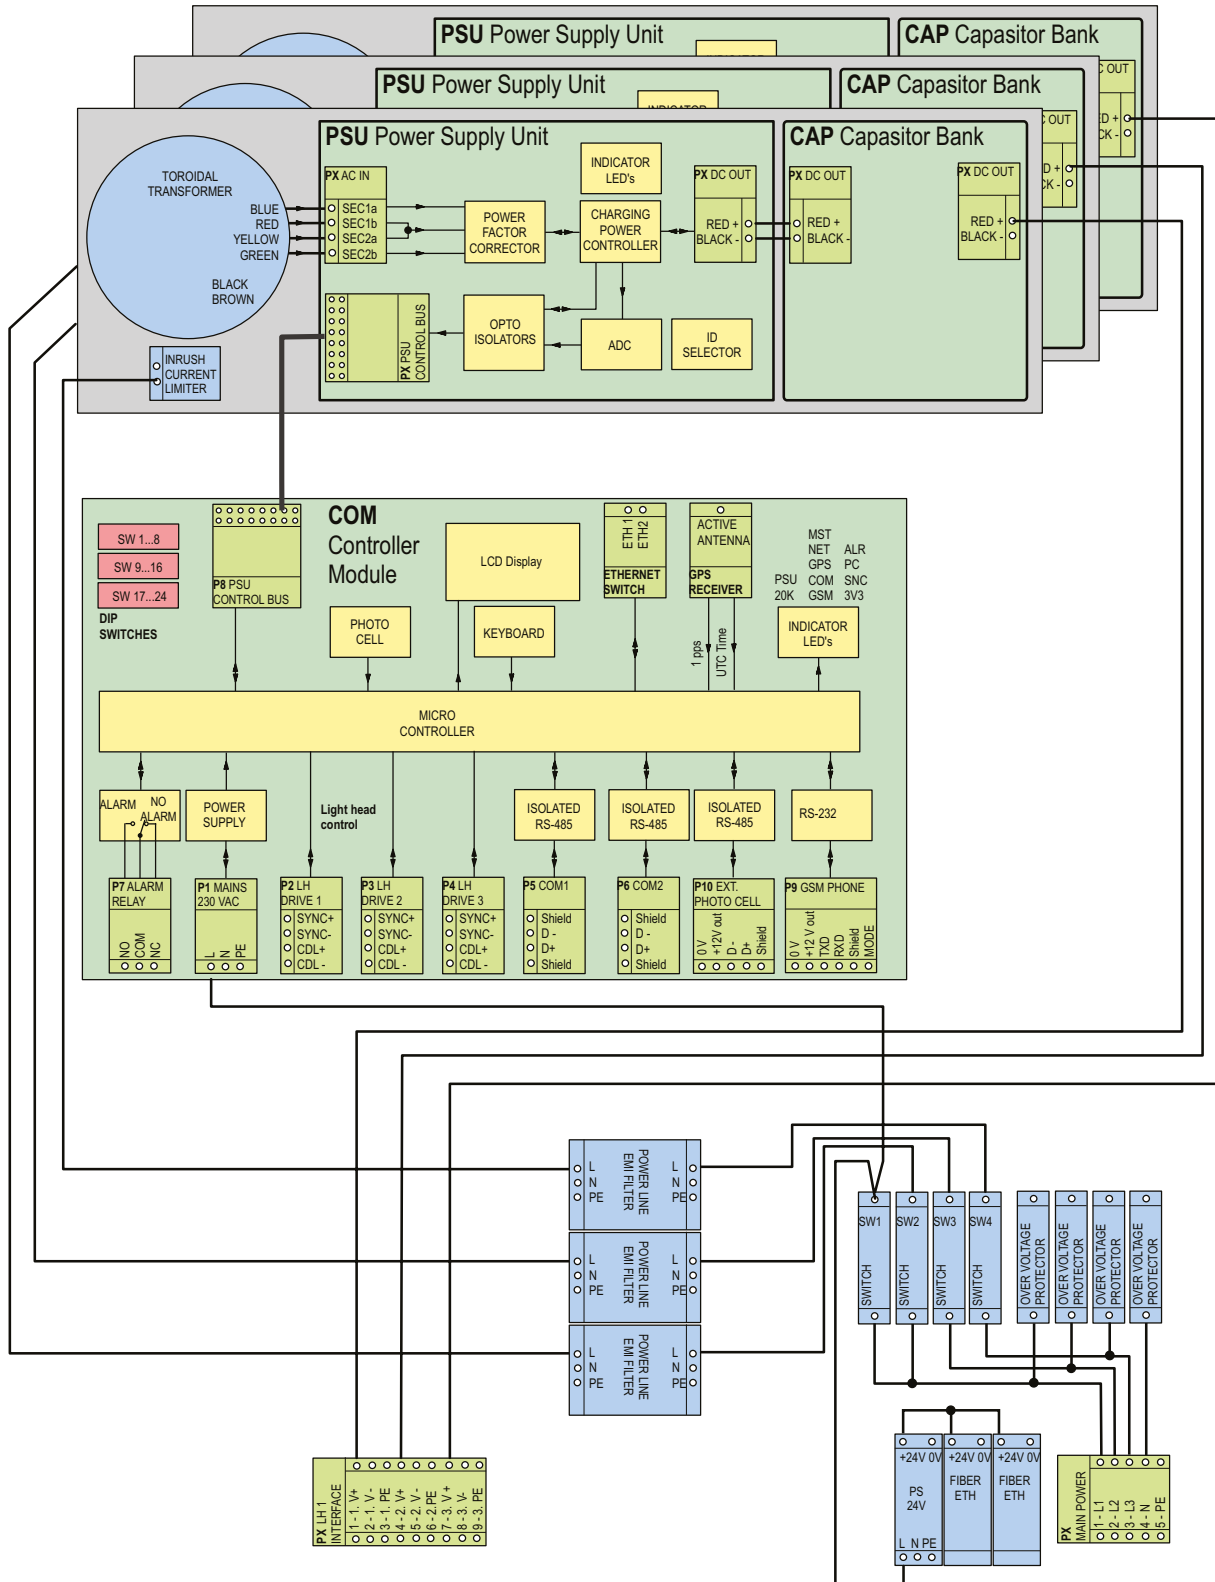 PSU Power Supply Unit
CAP Capasitor Bank
PSU Power Supply Unit
CAP Capasitor Bank
PSU Power Supply Unit
CAP Capasitor Bank
C OUT
RED +
CK -
C OUT
D +
CK -
INDICATOR
INDICATOR
TOROIDAL
TRANSFORMER
BLUE
RED
YELLOW
GREEN
BLACK
BROWN
INRUSH
CURRENT
LIMITER
PX AC IN
SEC1a
SEC1b
SEC2a
SEC2b
POWER
FACTOR
CORRECTOR
INDICATOR
LED's
CHARGING
POWER
CONTROLLER
PX DC OUT
RED +
BLACK -
PX DC OUT
RED +
BLACK -
PX DC OUT
RED +
BLACK -
PX PSU
CONTROL BUS
OPTO
ISOLATORS
ADC
ID
SELECTOR
SW 1...8
SW 9...16
SW 17...24
DIP
SWITCHES
P8 PSU
CONTROL BUS
COM
Controller
Module
PHOTO
CELL
LCD Display
KEYBOARD
ETH 1
ETH2
ETHERNET
SWITCH
ACTIVE
ANTENNA
GPS
RECEIVER
1 pps
UTC Time
MST
NET ALR
GPS PC
PSU COM SNC
20K GSM 3V3
INDICATOR
LED's
MICRO
CONTROLLER
ALARM
NO
ALARM
POWER
SUPPLY
Light head
control
ISOLATED
RS-485
ISOLATED
RS-485
ISOLATED
RS-485
RS-232
P7 ALARM
RELAY
NO
COM
NC
P1 MAINS
230 VAC
L
N
PE
P2 LH
DRIVE 1
SYNC+
SYNC-
CDL+
CDL -
P3 LH
DRIVE 2
SYNC+
SYNC-
CDL+
CDL -
P4 LH
DRIVE 3
SYNC+
SYNC-
CDL+
CDL -
P5 COM1
Shield
D -
D+
Shield
P6 COM2
Shield
D -
D+
Shield
P10 EXT.
PHOTO CELL
0 V
+12V out
D -
D+
Shield
P9 GSM PHONE
0 V
+12 V out
TXD
RXD
Shield
MODE
L
N
PE
POWER LINE
EMI FILTER
L
N
PE
L
N
PE
POWER LINE
EMI FILTER
L
N
PE
L
N
PE
POWER LINE
EMI FILTER
L
N
PE
SW1
SWITCH
SW2
SWITCH
SW3
SWITCH
SW4
SWITCH
OVER VOLTAGE
PROTECTOR
OVER VOLTAGE
PROTECTOR
OVER VOLTAGE
PROTECTOR
OVER VOLTAGE
PROTECTOR
PX LH 1
INTERFACE
1 - 1. V+
2 - 1. V -
3 - 1. PE
4 - 2. V+
5 - 2. V -
6 - 2.PE
7 - 3. V +
8 - 3. V-
9 - 3. PE
+24V 0V
PS
24V
L N PE
+24V 0V
FIBER
ETH
+24V 0V
FIBER
ETH
PX
MAIN POWER
1 - L1
2 - L2
3 - L3
4 - N
5 - PE